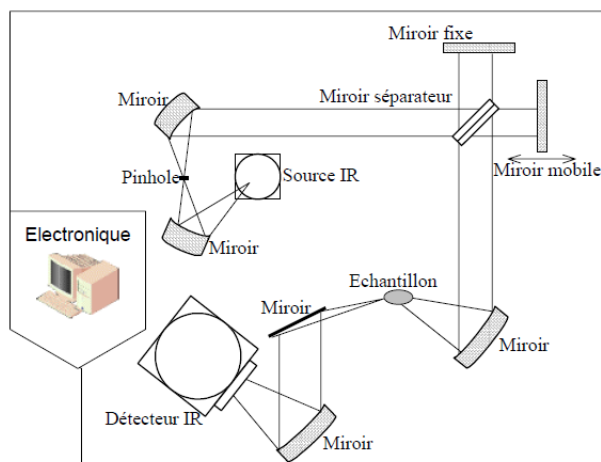 Miroir fixe
Miroir
Miroir séparateur
Pinhole
Source IR
Miroir mobile
Electronique
Miroir
Echantillon
Miroir
Miroir
Détecteur IR
Miroir